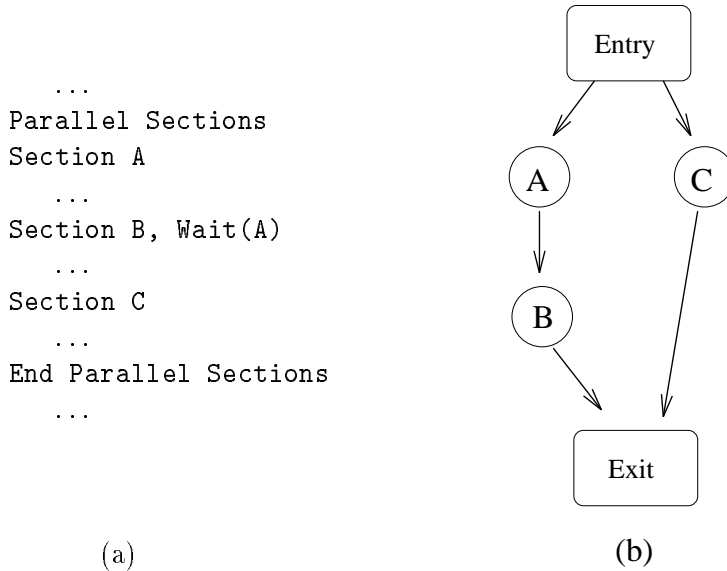 ...
Parallel Sections
Section A
...
Section B, Wait(A)
...
Section C
...
End Parallel Sections
...
(a)
Entry
A
C
B
Exit
(b)